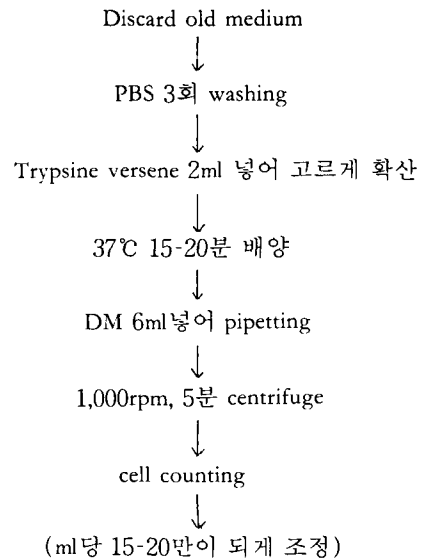 Discard old medium
PBS 3회 washing
Trypsine versene 2ml 넣어 고르게 확산
37℃ 15-20분 배양
DM 6ml넣어 pipetting
1,000rpm, 5분 centrifuge
cell counting
(ml당 15-20만이 되게 조정)